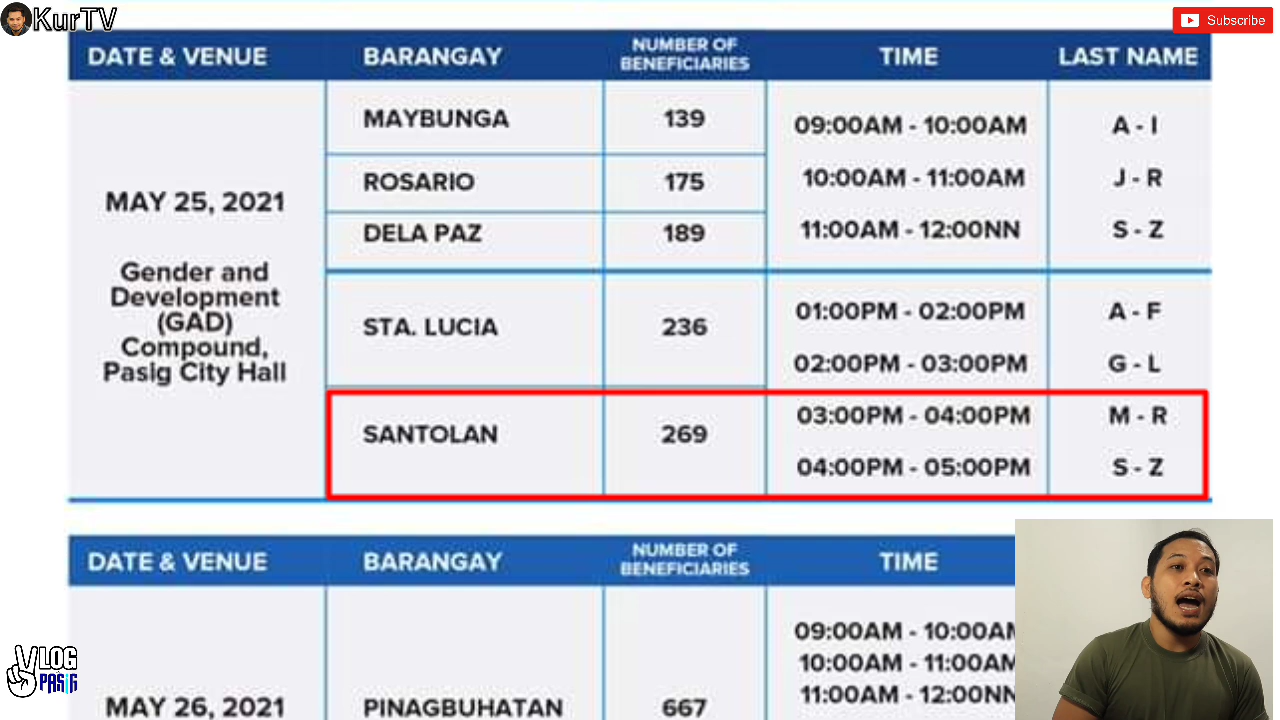 KurTV
Subscribe
DATE & VENUE BARANGAY NUMBER OF BENEFICIARIES TIME LAST NAME
MAY 25, 2021
Gender and
Development
(GAD)
Compound,
Pasig City Hall
MAYBUNGA 139
ROSARIO 175
DELA PAZ 189
09:00AM - 10:00AM A - I
10:00AM - 11:00AM J - R
11:00AM - 12:00NN S - Z
STA. LUCIA 236
01:00PM - 02:00PM A - F
02:00PM - 03:00PM G - L
SANTOLAN 269
03:00PM - 04:00PM M - R
04:00PM - 05:00PM S - Z
DATE & VENUE BARANGAY NUMBER OF BENEFICIARIES TIME
09:00AM - 10:00AM
10:00AM - 11:00AM
11:00AM - 12:00NN
MAY 26, 2021 PINAGBUHATAN 667
VLOG
PASIG